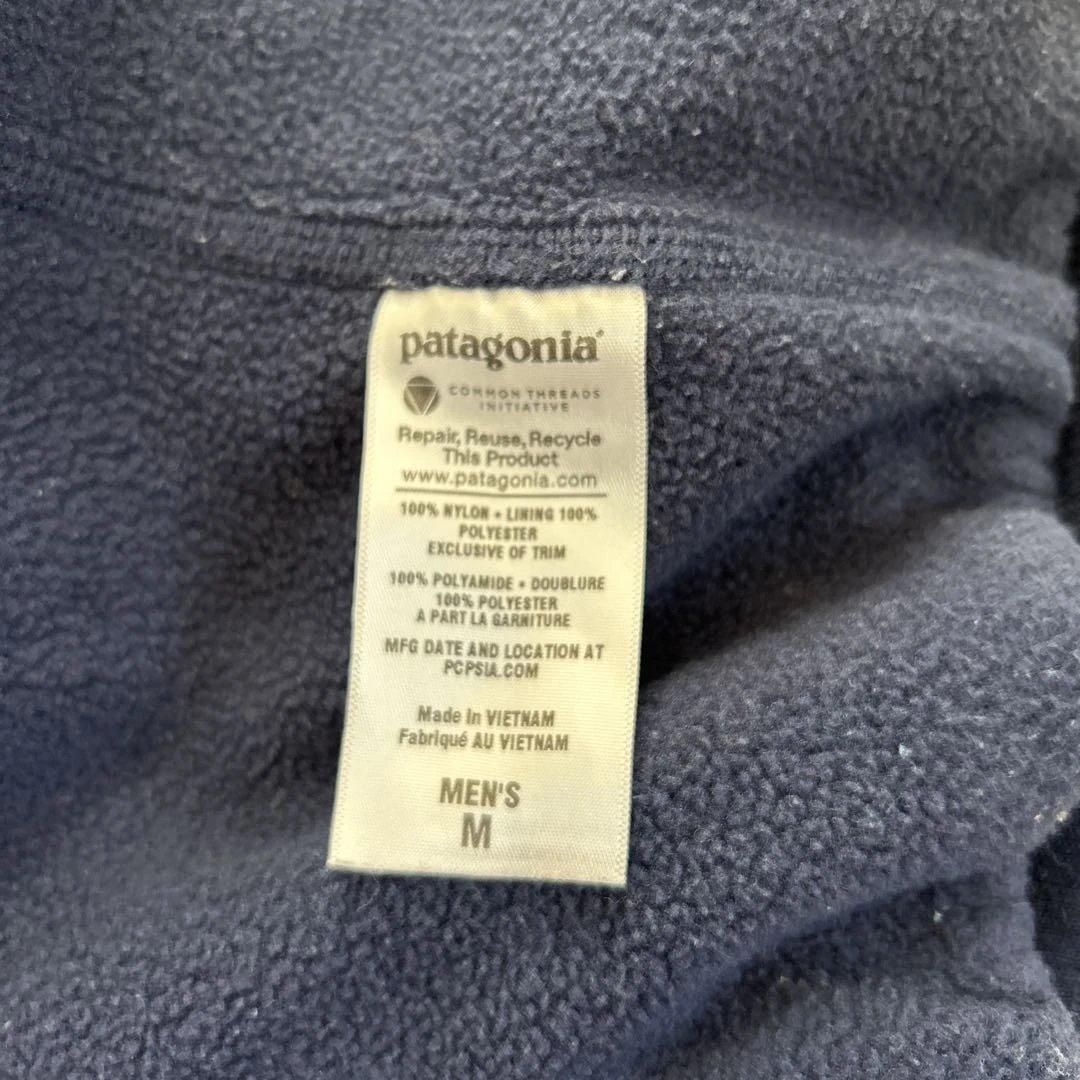 patagonia®
COMMON THREADS
INITIATIVE
Repair, Reuse, Recycle
This Product
www.patagonia.com
100% NYLON • LINING 100%
POLYESTER
EXCLUSIVE OF TRIM
100% POLYAMIDE • DOUBLURE
100% POLYESTER
A PART LA GARNITURE
MFG DATE AND LOCATION AT
PCPSIA.COM
Made in VIETNAM
Fabriqué AU VIETNAM
MEN'S
M